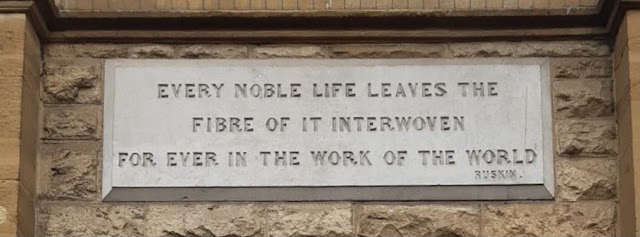 EVERY NOBLE LIFE LEAVES THE
FIBRE OF IT INTERWOVEN
FOR EVER IN THE WORK OF THE WORLD
RUSKIN.